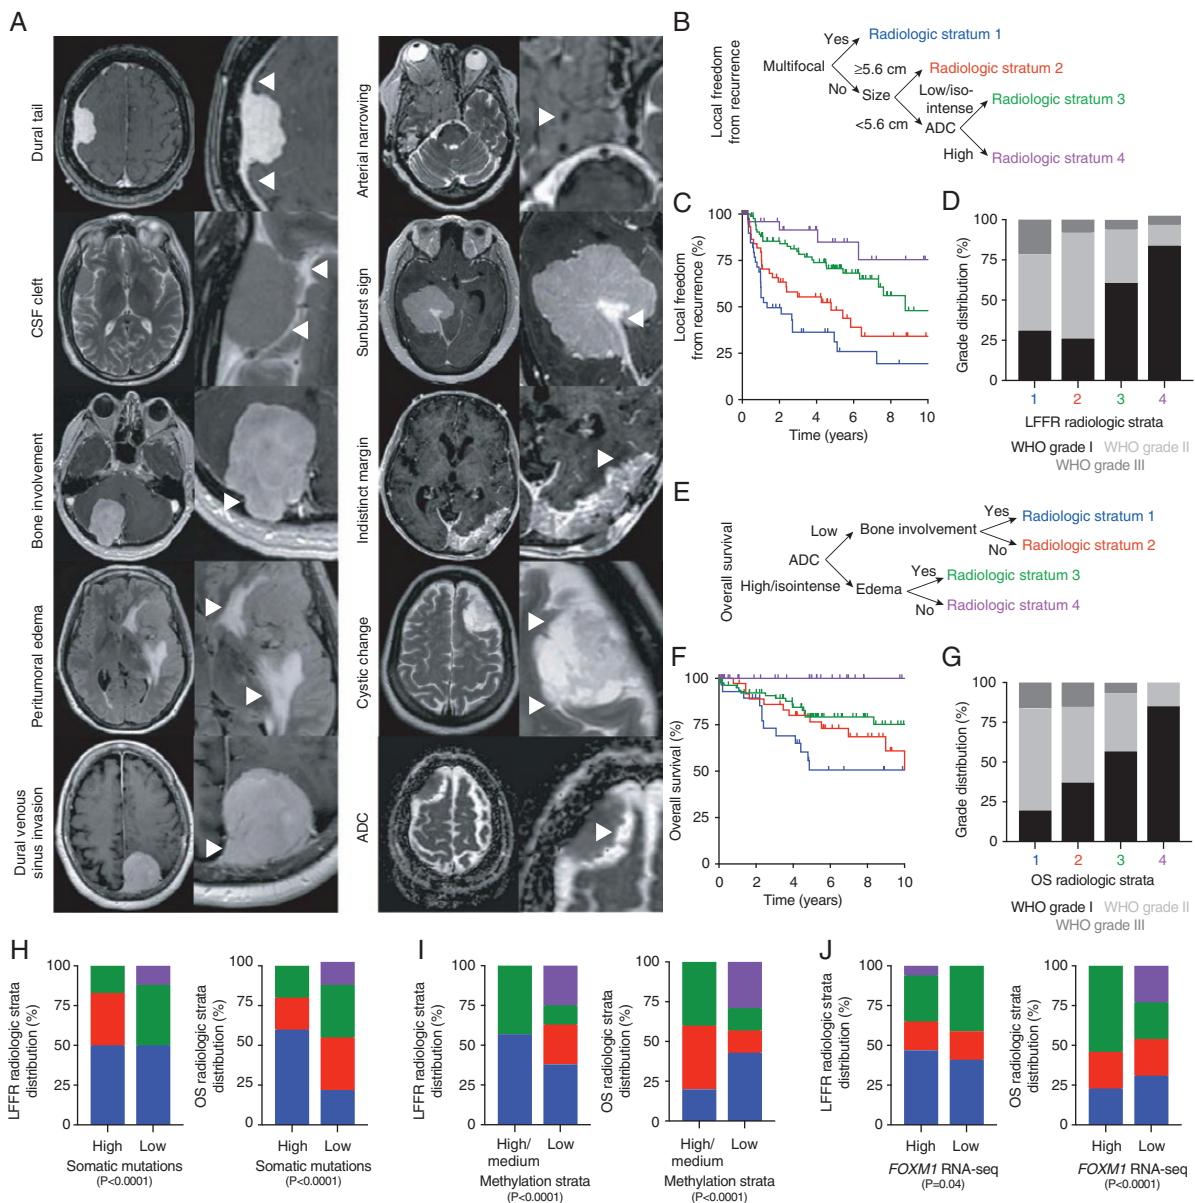 A
Dural tail
CSF cleft
Bone involvement
Peritumoral edema
Dural venous
sinus invasion
Arterial narrowing
Sunburst sign
Indistinct margin
Cystic change
ADC
B
Local freedom
from recurrence
Multifocal
Yes
No
Radiologic stratum 1
Size
≥5.6 cm
<5.6 cm
Radiologic stratum 2
Low/iso-
intense
ADC
High
Radiologic stratum 3
Radiologic stratum 4
C
Local freedom
from recurrence (%)
100
75
50
25
0
0 2 4 6 8 10
Time (years)
D
Grade distribution (%)
100
75
50
25
0
1 2 3 4
LFFR radiologic strata
WHO grade I WHO grade II
WHO grade III
E
Overall survival
ADC
Low
High/isointense
Bone involvement
Yes
No
Radiologic stratum 1
Radiologic stratum 2
Edema
Yes
No
Radiologic stratum 3
Radiologic stratum 4
F
Overall survival (%)
100
75
50
25
0
0 2 4 6 8 10
Time (years)
G
Grade distribution (%)
100
75
50
25
0
1 2 3 4
OS radiologic strata
WHO grade I WHO grade II
WHO grade III
H
LFFR radiologic strata
distribution (%)
100
75
50
25
0
High Low
Somatic mutations
(P<0.0001)
OS radiologic strata
distribution (%)
100
75
50
25
0
High Low
Somatic mutations
(P<0.0001)
I
LFFR radiologic strata
distribution (%)
100
75
50
25
0
High/ Low
medium
Methylation strata
(P<0.0001)
OS radiologic strata
distribution (%)
100
75
50
25
0
High/ Low
medium
Methylation strata
(P<0.0001)
J
LFFR radiologic strata
distribution (%)
100
75
50
25
0
High Low
FOXM1 RNA-seq
(P=0.04)
OS radiologic strata
distribution (%)
100
75
50
25
0
High Low
FOXM1 RNA-seq
(P<0.0001)